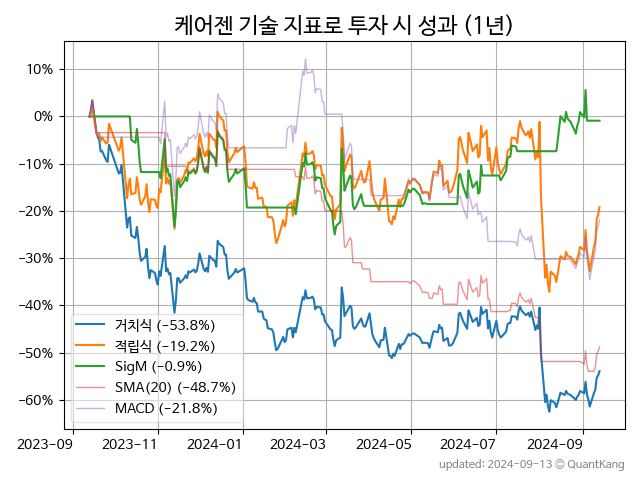 케어젠 기술 지표로 투자 시 성과 (1년)
10%
0%
−10%
−20%
−30%
−40%
−50%
−60%
거치식 (−53.8%)
적립식 (−19.2%)
SigM (−0.9%)
SMA(20) (−48.7%)
MACD (−21.8%)
2023−09 2023−11 2024−01 2024−03 2024−05 2024−07 2024−09
updated: 2024−09−13 © QuantKang